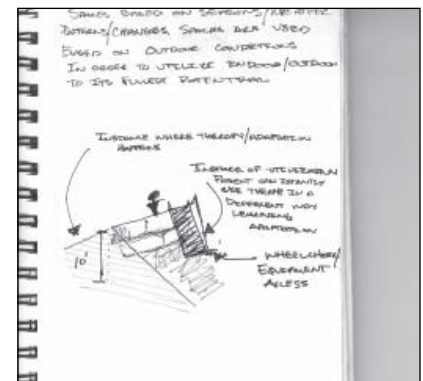 SPACES BASED ON SEASONS/WEATHER
PATTERNS/CHANGES, SPACES ARE USED
BASED ON OUTDOOR CONDITIONS
IN ORDER TO UTILIZE INDOOR/OUTDOOR
TO ITS FULLEST POTENTIAL
INSTANCE WHERE THERAPY/ADAPTATION
HAPPENS
INSTANCE OF UTILIZATION
PATIENT CAN
USE THERAPY IN A
DIFFERENT WAY
LEARNING
ADAPTATION
WHEELCHAIR/
EQUIPMENT
ACCESS
10'